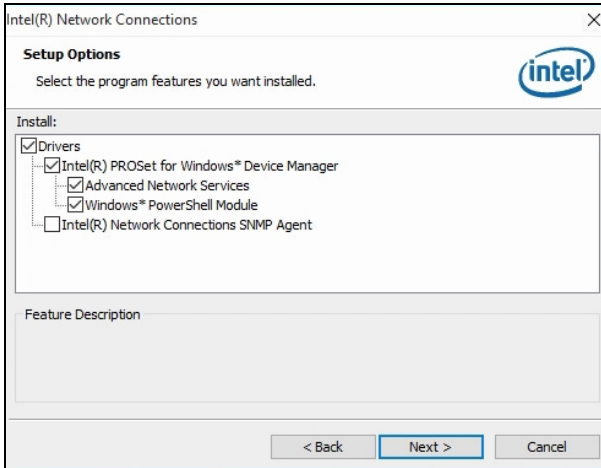 Intel(R) Network Connections
Setup Options
Select the program features you want installed.
intel
Install:
Drivers
Intel(R) PROSet for Windows* Device Manager
Advanced Network Services
Windows* PowerShell Module
Intel(R) Network Connections SNMP Agent
Feature Description
< Back
Next >
Cancel